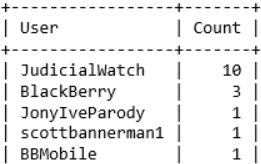 User Count
JudicialWatch 10
BlackBerry 3
JonyIveParody 1
scottbannerman1 1
BBMobile 1